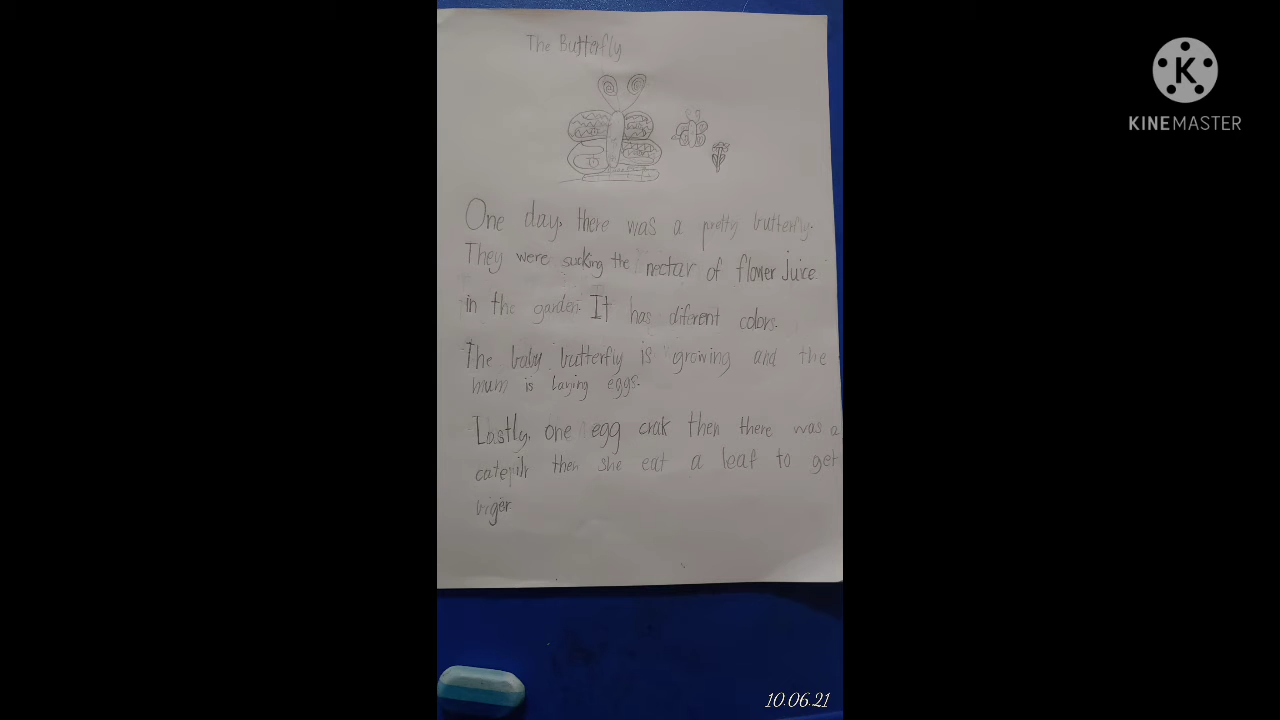 The Butterfly
K
KINEMASTER
One day, there was a pretty butterfly.
They were sucking the nectar of flower juice
in the garden. It has diferent colors.
The baby butterfly is growing and the
mum is laying eggs.
Lastly, one egg crak then there was a
then she eat a leaf to get
biger
10.06.21